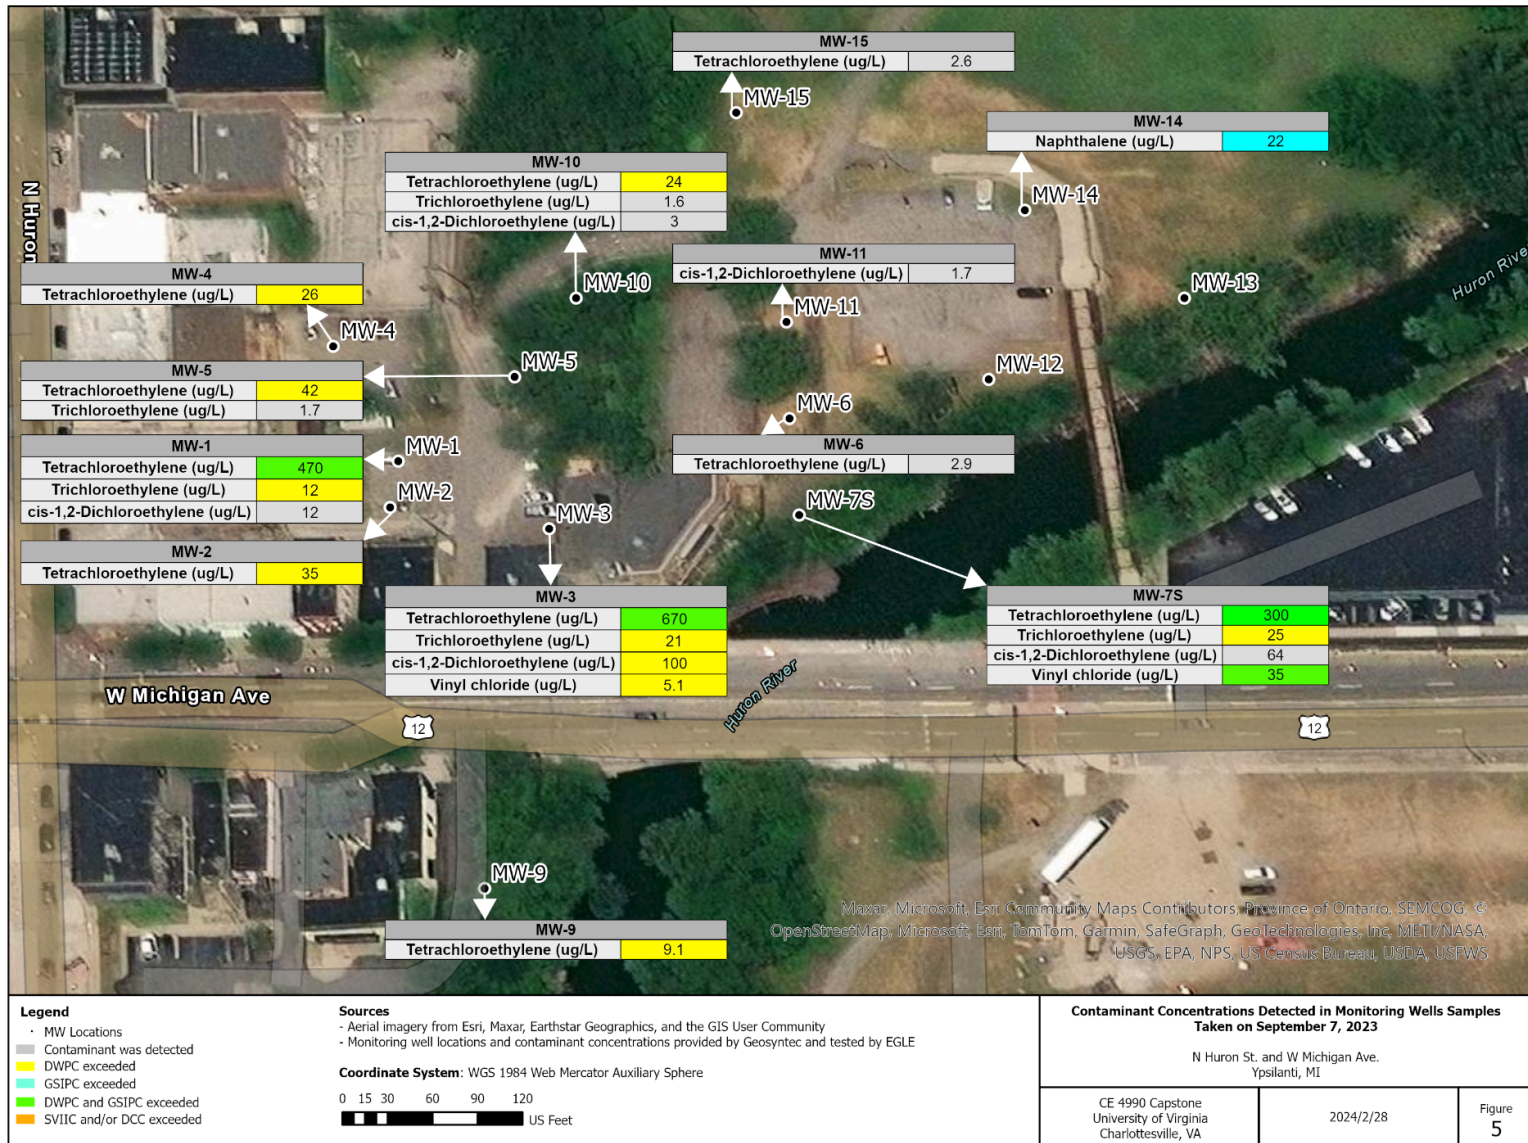 MW-15
Tetrachloroethylene (ug/L) 2.6
MW-15
MW-14
Naphthalene (ug/L) 22
MW-14
MW-10
Tetrachloroethylene (ug/L) 24
Trichloroethylene (ug/L) 1.6
cis-1,2-Dichloroethylene (ug/L) 3
MW-10
N Huron
MW-11
cis-1,2-Dichloroethylene (ug/L) 1.7
MW-11
MW-13
Huron River
MW-4
Tetrachloroethylene (ug/L) 26
MW-4
MW-5
Tetrachloroethylene (ug/L) 42
Trichloroethylene (ug/L) 1.7
MW-5
MW-12
MW-6
MW-6
Tetrachloroethylene (ug/L) 2.9
MW-1
Tetrachloroethylene (ug/L) 470
Trichloroethylene (ug/L) 12
cis-1,2-Dichloroethylene (ug/L) 12
MW-1
MW-2
MW-2
Tetrachloroethylene (ug/L) 35
MW-3
MW-7S
MW-3
Tetrachloroethylene (ug/L) 670
Trichloroethylene (ug/L) 21
cis-1,2-Dichloroethylene (ug/L) 100
Vinyl chloride (ug/L) 5.1
MW-7S
Tetrachloroethylene (ug/L) 300
Trichloroethylene (ug/L) 25
cis-1,2-Dichloroethylene (ug/L) 64
Vinyl chloride (ug/L) 35
W Michigan Ave
Huron River
12
12
MW-9
MW-9
Tetrachloroethylene (ug/L) 9.1
Maxar, Microsoft, Esri Community Maps Contributors, Province of Ontario, SEMCOG, ©
OpenStreetMap, Microsoft, Esri, TomTom, Garmin, SafeGraph, GeoTechnologies, Inc, METI/NASA,
USGS, EPA, NPS, US Census Bureau, USDA, USFWS
Legend
MW Locations
Contaminant was detected
DWPC exceeded
GSIPC exceeded
DWPC and GSIPC exceeded
SVIIC and/or DCC exceeded
Sources
- Aerial imagery from Esri, Maxar, Earthstar Geographics, and the GIS User Community
- Monitoring well locations and contaminant concentrations provided by Geosyntec and tested by EGLE
Coordinate System: WGS 1984 Web Mercator Auxiliary Sphere
0 15 30 60 90 120
US Feet
Contaminant Concentrations Detected in Monitoring Wells Samples
Taken on September 7, 2023
N Huron St. and W Michigan Ave.
Ypsilanti, MI
CE 4990 Capstone
University of Virginia
Charlottesville, VA
2024/2/28
Figure
5